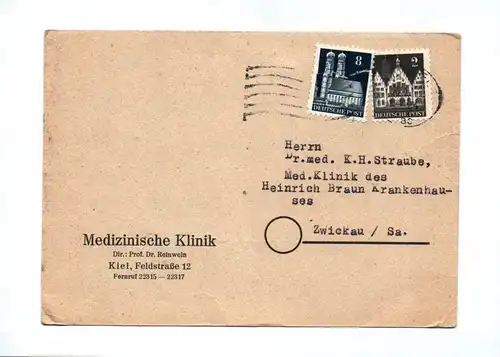 8
DEUTSCHE POST
2
DEUTSCHE POST
Herrn
Dr.med. K.H.Straube,
Med.Klinik des
Heinrich Braun Krankenhau-
ses
Zwickau / Sa.
Medizinische Klinik
Dir.: Prof. Dr. Reinwein
Kiel, Feldstraße 12
Fernruf 22315 — 22317